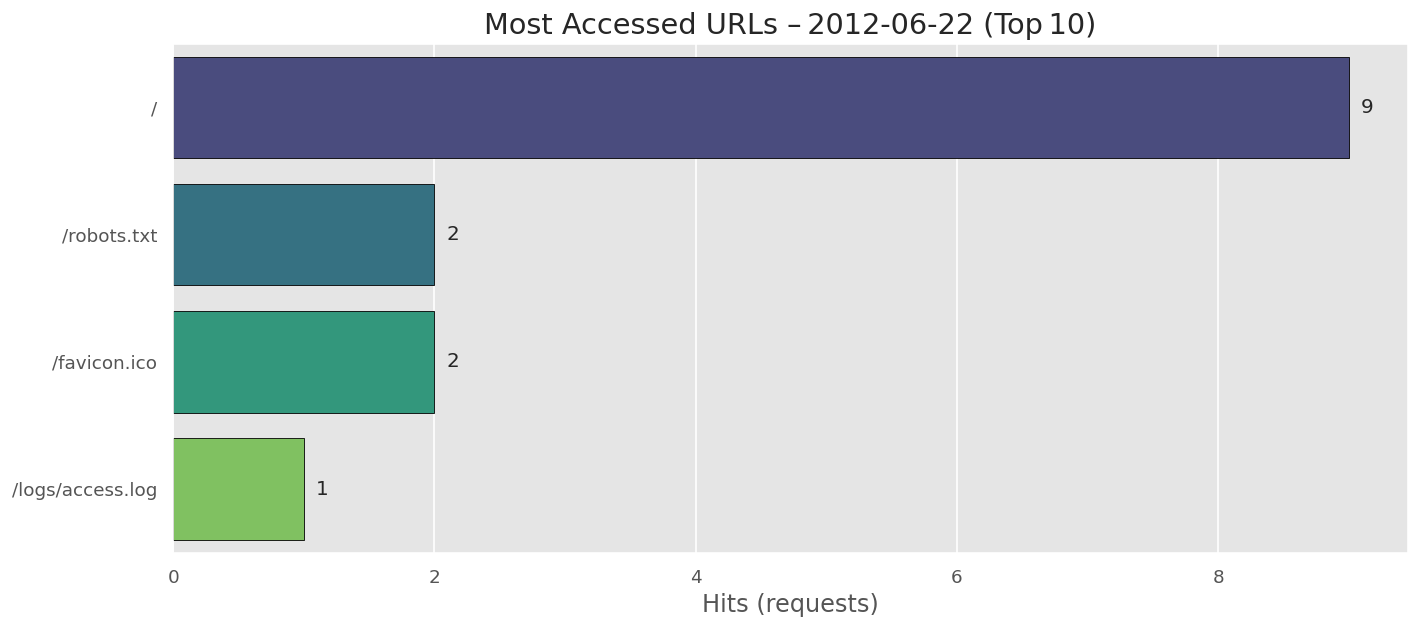 Most Accessed URLs – 2012-06-22 (Top 10)
/
9
/robots.txt
2
/favicon.ico
2
/logs/access.log
1
0 2 4 6 8
Hits (requests)